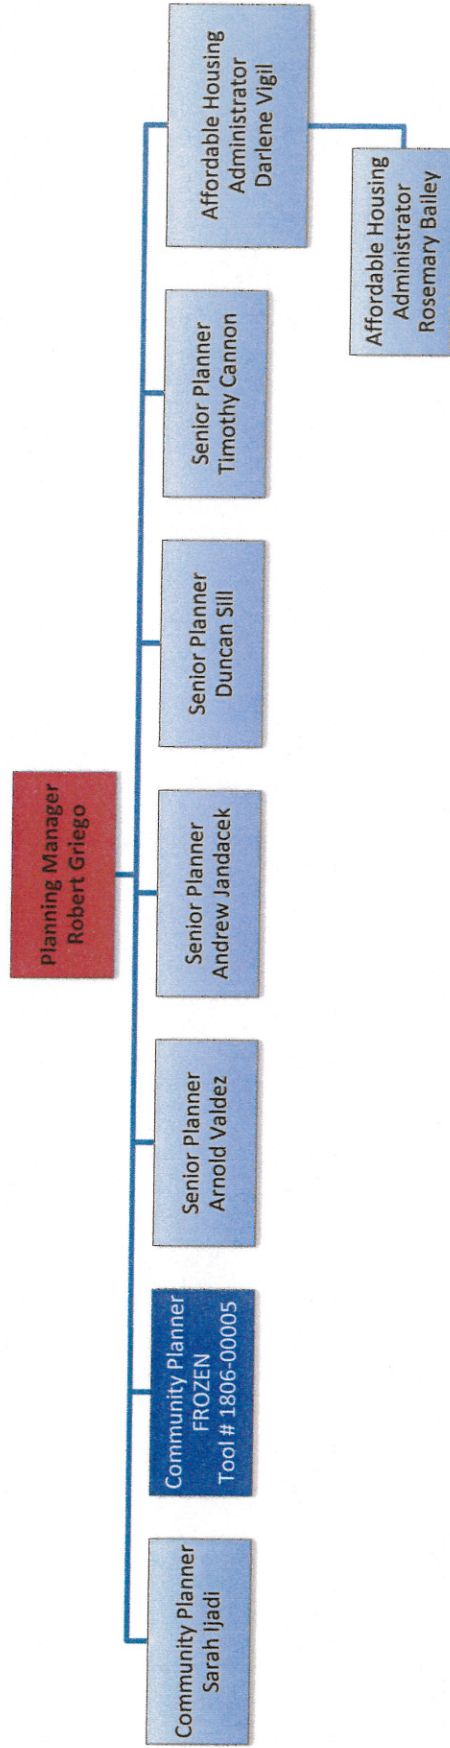 Planning Manager
Robert Griego
Community Planner
Sarah Ijadi
Community Planner
FROZEN
Tool # 1806-00005
Senior Planner
Arnold Valdez
Senior Planner
Andrew Jandacek
Senior Planner
Duncan Sill
Senior Planner
Timothy Cannon
Affordable Housing
Administrator
Darlene Vigil
Affordable Housing
Administrator
Rosemary Bailey